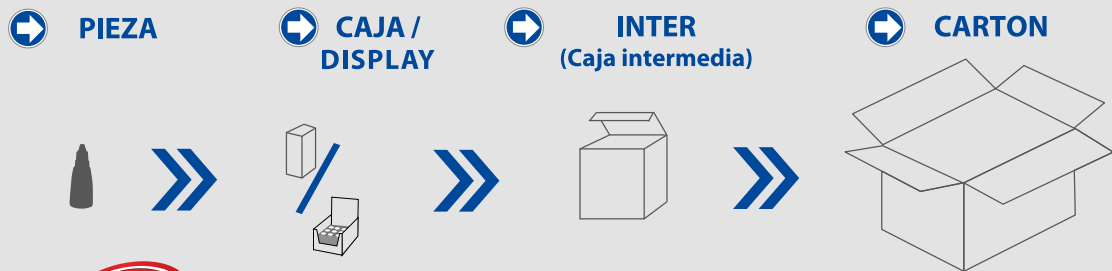 PIEZA
CAJA /
DISPLAY
INTER
(Caja intermedia)
CARTON